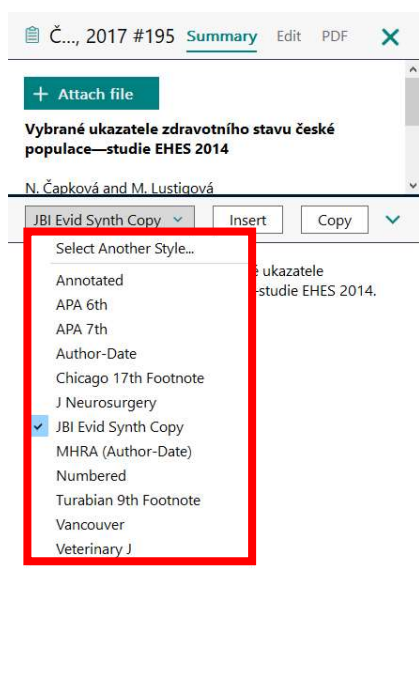 Č..., 2017 #195 Summary Edit PDF
+ Attach file
Vybrané ukazatele zdravotního stavu české
populace—studie EHES 2014
N. Čapková and M. Lustigová
JBI Evid Synth Copy Insert Copy
Select Another Style...
ukazatele
Annotated
—studie EHES 2014.
APA 6th
APA 7th
Author-Date
Chicago 17th Footnote
J Neurosurgery
JBI Evid Synth Copy
MHRA (Author-Date)
Numbered
Turabian 9th Footnote
Vancouver
Veterinary J